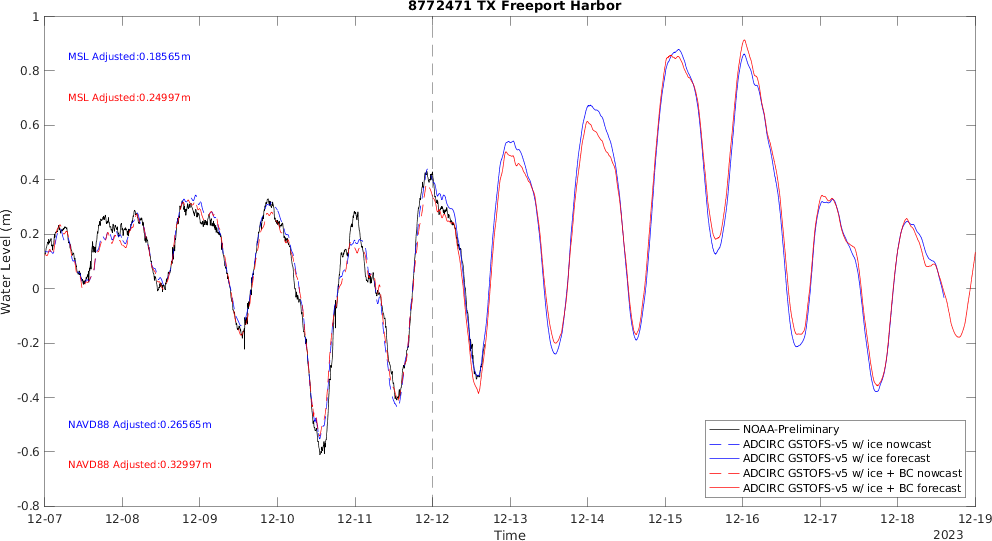 8772471 TX Freeport Harbor
1
0.8
0.6
0.4
0.2
0
-0.2
-0.4
-0.6
-0.8
Water Level (m)
MSL Adjusted:0.18565m
MSL Adjusted:0.24997m
NAVD88 Adjusted:0.26565m
NAVD88 Adjusted:0.32997m
NOAA-Preliminary
ADCIRC GSTOFS-v5 w/ ice nowcast
ADCIRC GSTOFS-v5 w/ ice forecast
ADCIRC GSTOFS-v5 w/ ice + BC nowcast
ADCIRC GSTOFS-v5 w/ ice + BC forecast
12-07 12-08 12-09 12-10 12-11 12-12 12-13 12-14 12-15 12-16 12-17 12-18 12-19
Time
2023